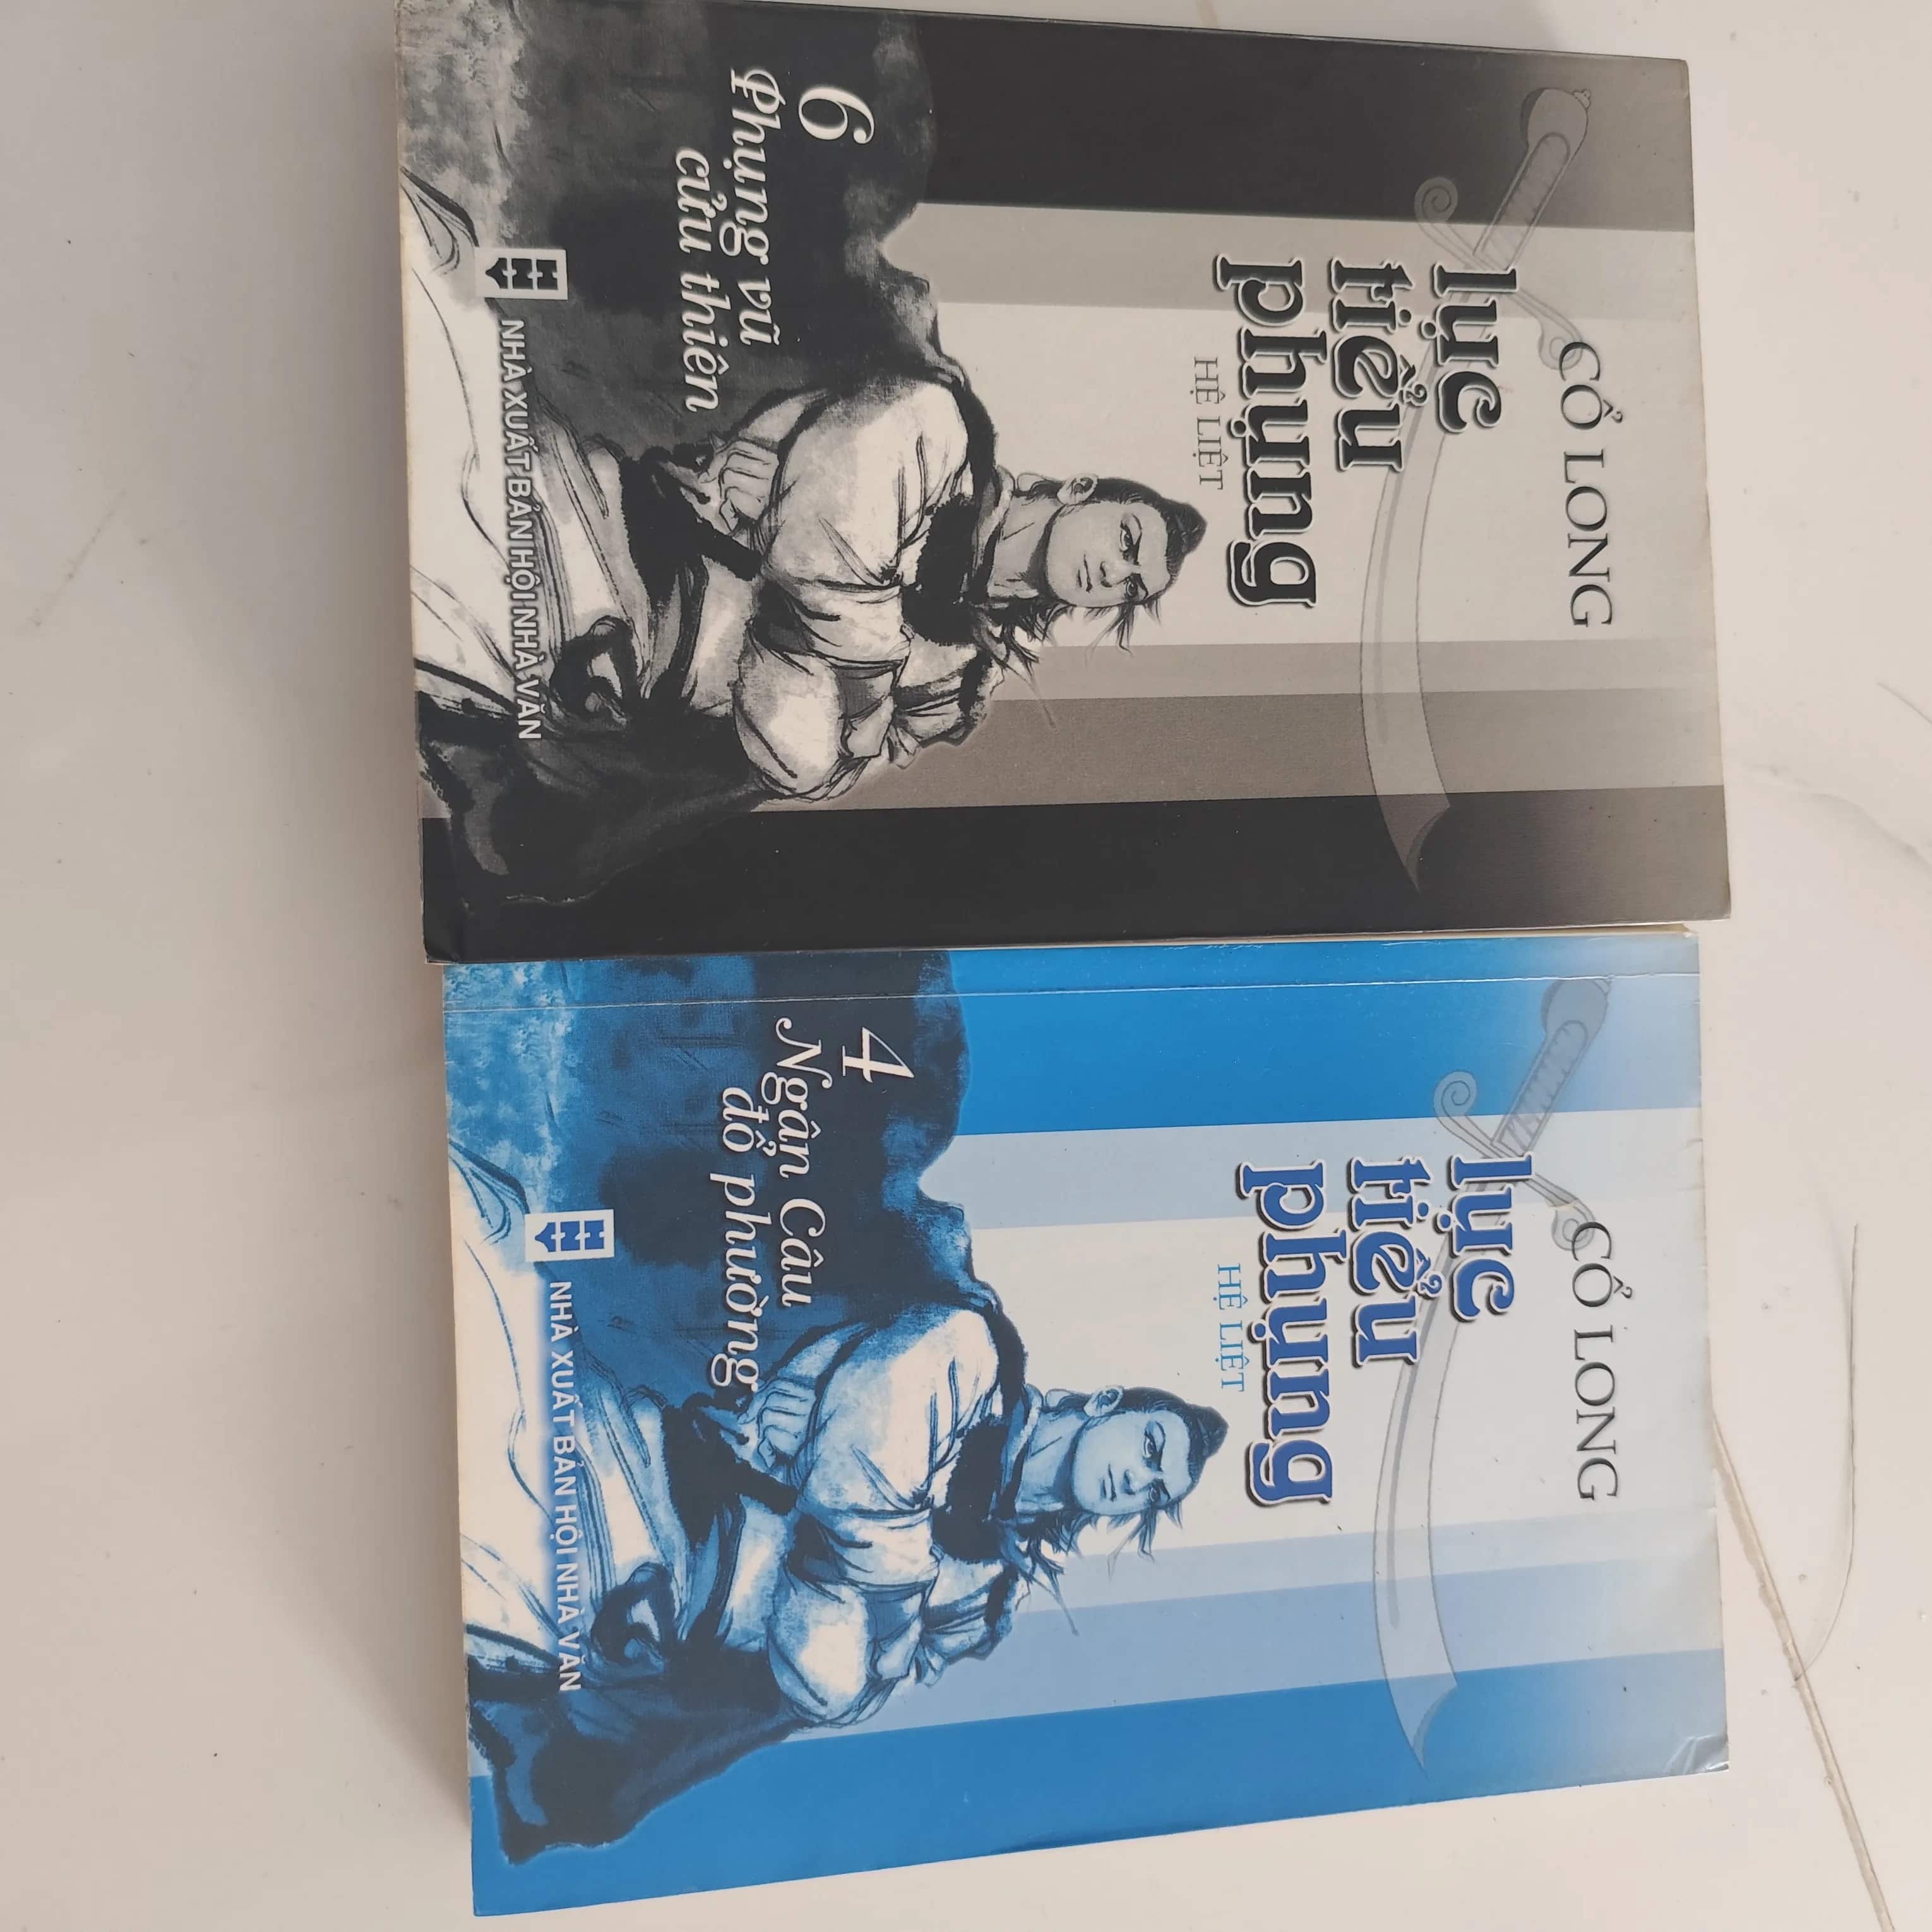 CỔ LONG
lục
tiểu
phụng
HỆ LIỆT
6
Phụng vũ
cửu thiên
NHÀ XUẤT BẢN HỘI NHÀ VĂN
CỔ LONG
lục
tiểu
phụng
HỆ LIỆT
4
Ngân Câu
đổ phường
NHÀ XUẤT BẢN HỘI NHÀ VĂN